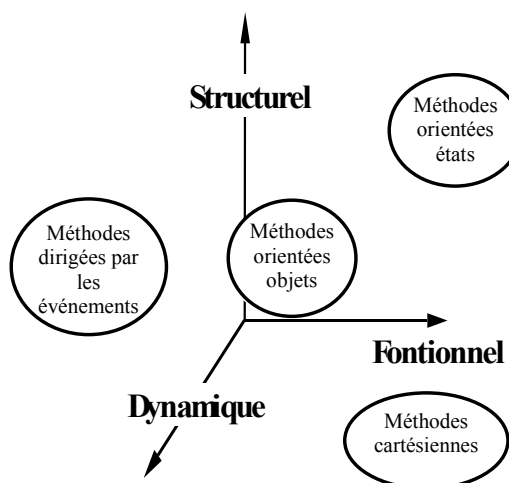 Structurel
Méthodes
orientées
états
Méthodes
dirigées par
les
événements
Méthodes
orientées
objets
Fontionnel
Dynamique
Méthodes
cartésiennes